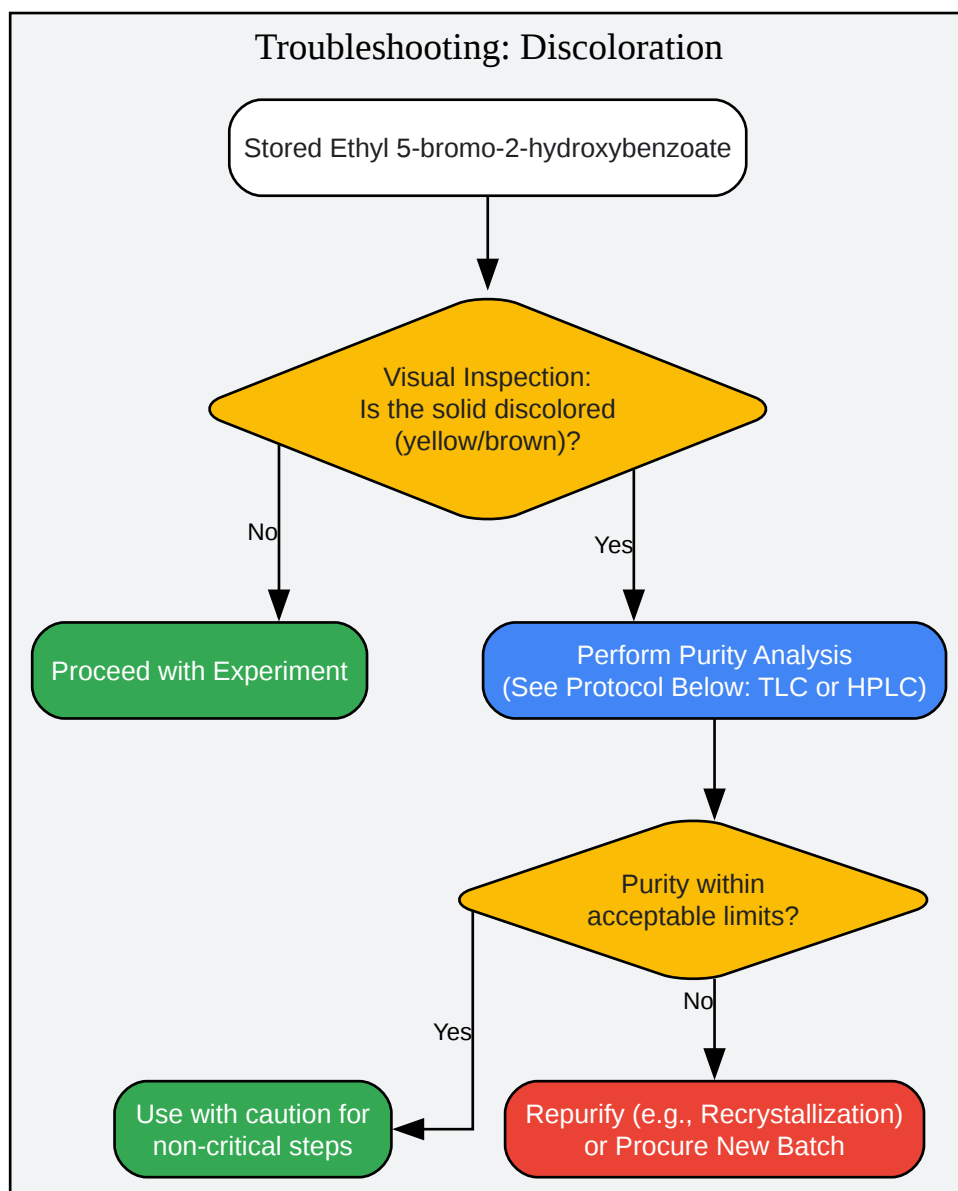 Troubleshooting: Discoloration
Stored Ethyl 5-bromo-2-hydroxybenzoate
Visual Inspection:
Is the solid discolored
(yellow/brown)?
No
Yes
Proceed with Experiment
Perform Purity Analysis
(See Protocol Below: TLC or HPLC)
Purity within
acceptable limits?
Yes
No
Use with caution for
non-critical steps
Repurify (e.g., Recrystallization)
or Procure New Batch